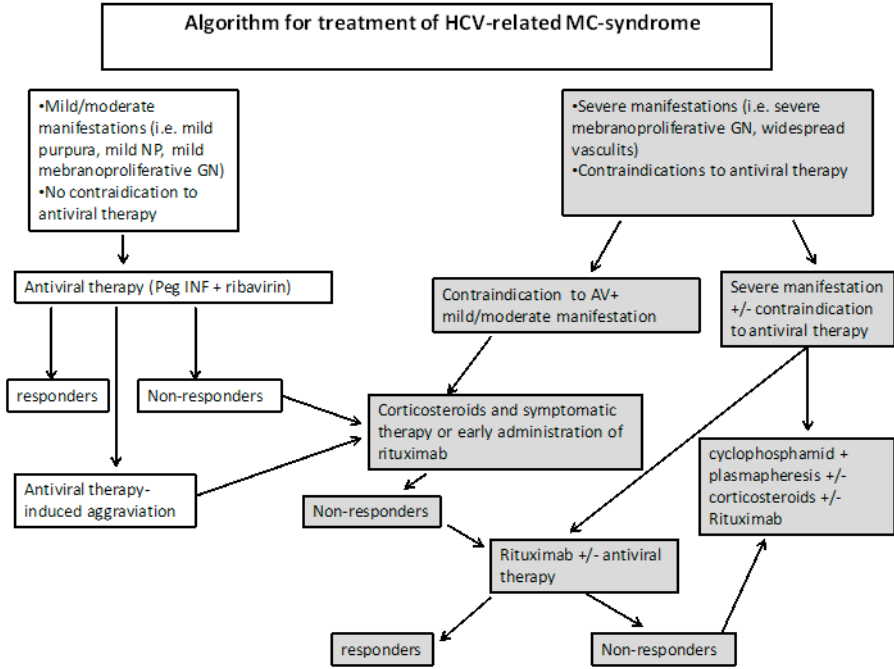 Algorithm for treatment of HCV-related MC-syndrome
•Mild/moderate
manifestations (i.e. mild
purpura, mild NP, mild
mebranoproliferative GN)
•No contraidication to
antiviral therapy
•Severe manifestations (i.e. severe
mebranoproliferative GN, widespread
vasculits)
•Contraindications to antiviral therapy
Antiviral therapy (Peg INF + ribavirin)
Contraindication to AV+
mild/moderate manifestation
Severe manifestation
+/- contraindication
to antiviral therapy
responders
Non-responders
Corticosteroids and symptomatic
therapy or early administration of
rituximab
cyclophosphamid +
plasmapheresis +/-
corticosteroids +/-
Rituximab
Antiviral therapy-
induced aggraviation
Non-responders
Rituximab +/- antiviral
therapy
responders
Non-responders